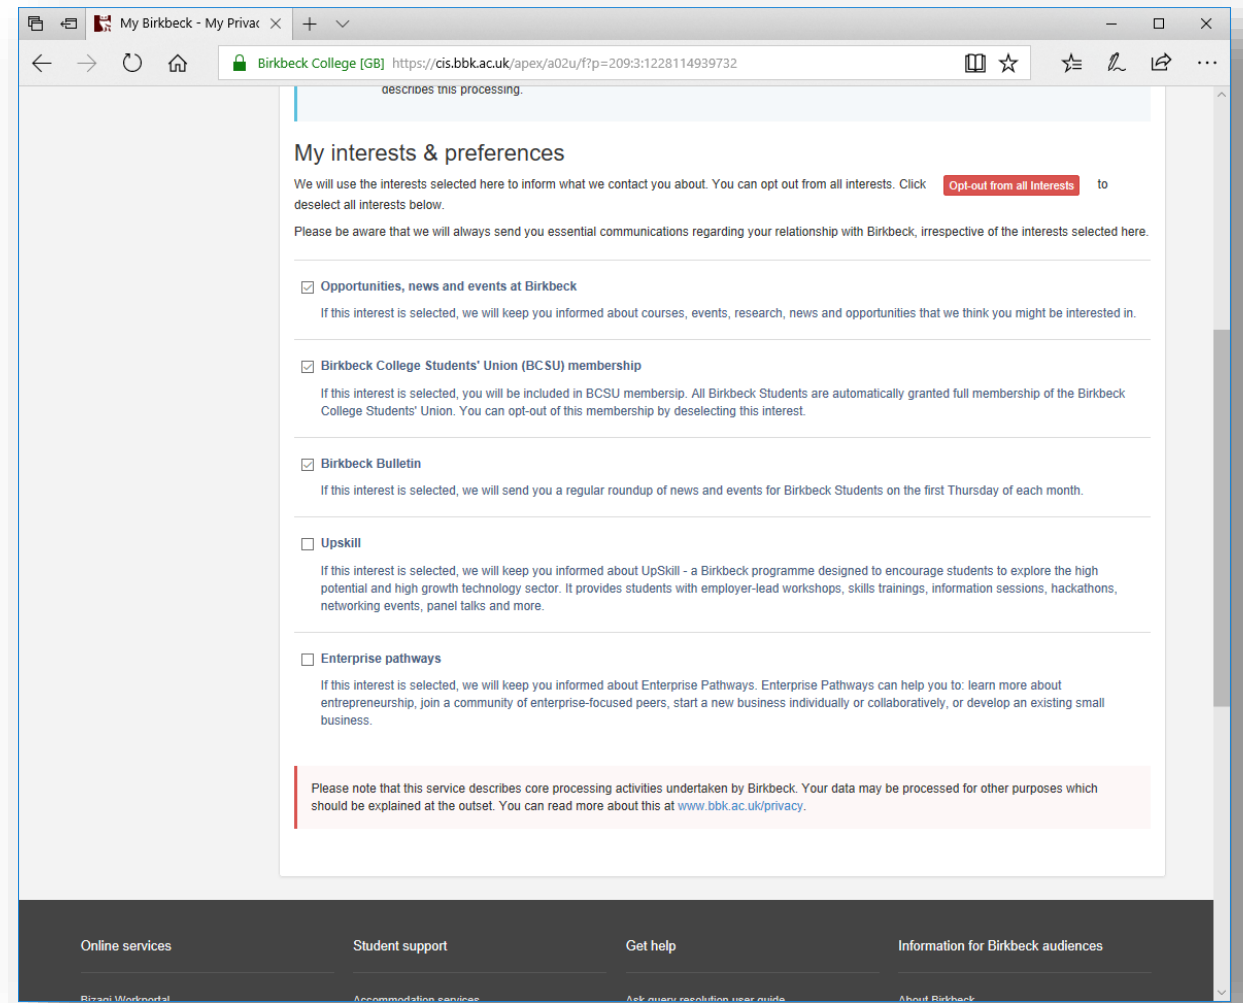 My Birkbeck - My Privac
Birkbeck College [GB] https://cis.bbk.ac.uk/apex/a02u/f?p=209:3:1228114939732
describes this processing.
My interests & preferences
We will use the interests selected here to inform what we contact you about. You can opt out from all interests. Click Opt-out from all Interests to
deselect all interests below.
Please be aware that we will always send you essential communications regarding your relationship with Birkbeck, irrespective of the interests selected here.
Opportunities, news and events at Birkbeck
If this interest is selected, we will keep you informed about courses, events, research, news and opportunities that we think you might be interested in.
Birkbeck College Students' Union (BCSU) membership
If this interest is selected, you will be included in BCSU membersip. All Birkbeck Students are automatically granted full membership of the Birkbeck
College Students' Union. You can opt-out of this membership by deselecting this interest.
Birkbeck Bulletin
If this interest is selected, we will send you a regular roundup of news and events for Birkbeck Students on the first Thursday of each month.
Upskill
If this interest is selected, we will keep you informed about UpSkill - a Birkbeck programme designed to encourage students to explore the high
potential and high growth technology sector. It provides students with employer-lead workshops, skills trainings, information sessions, hackathons,
networking events, panel talks and more.
Enterprise pathways
If this interest is selected, we will keep you informed about Enterprise Pathways. Enterprise Pathways can help you to: learn more about
entrepreneurship, join a community of enterprise-focused peers, start a new business individually or collaboratively, or develop an existing small
business.
Please note that this service describes core processing activities undertaken by Birkbeck. Your data may be processed for other purposes which
should be explained at the outset. You can read more about this at www.bbk.ac.uk/privacy.
Online services Student support Get help Information for Birkbeck audiences
Bizagi Workportal Accommodation services Ask query resolution user guide About Birkbeck